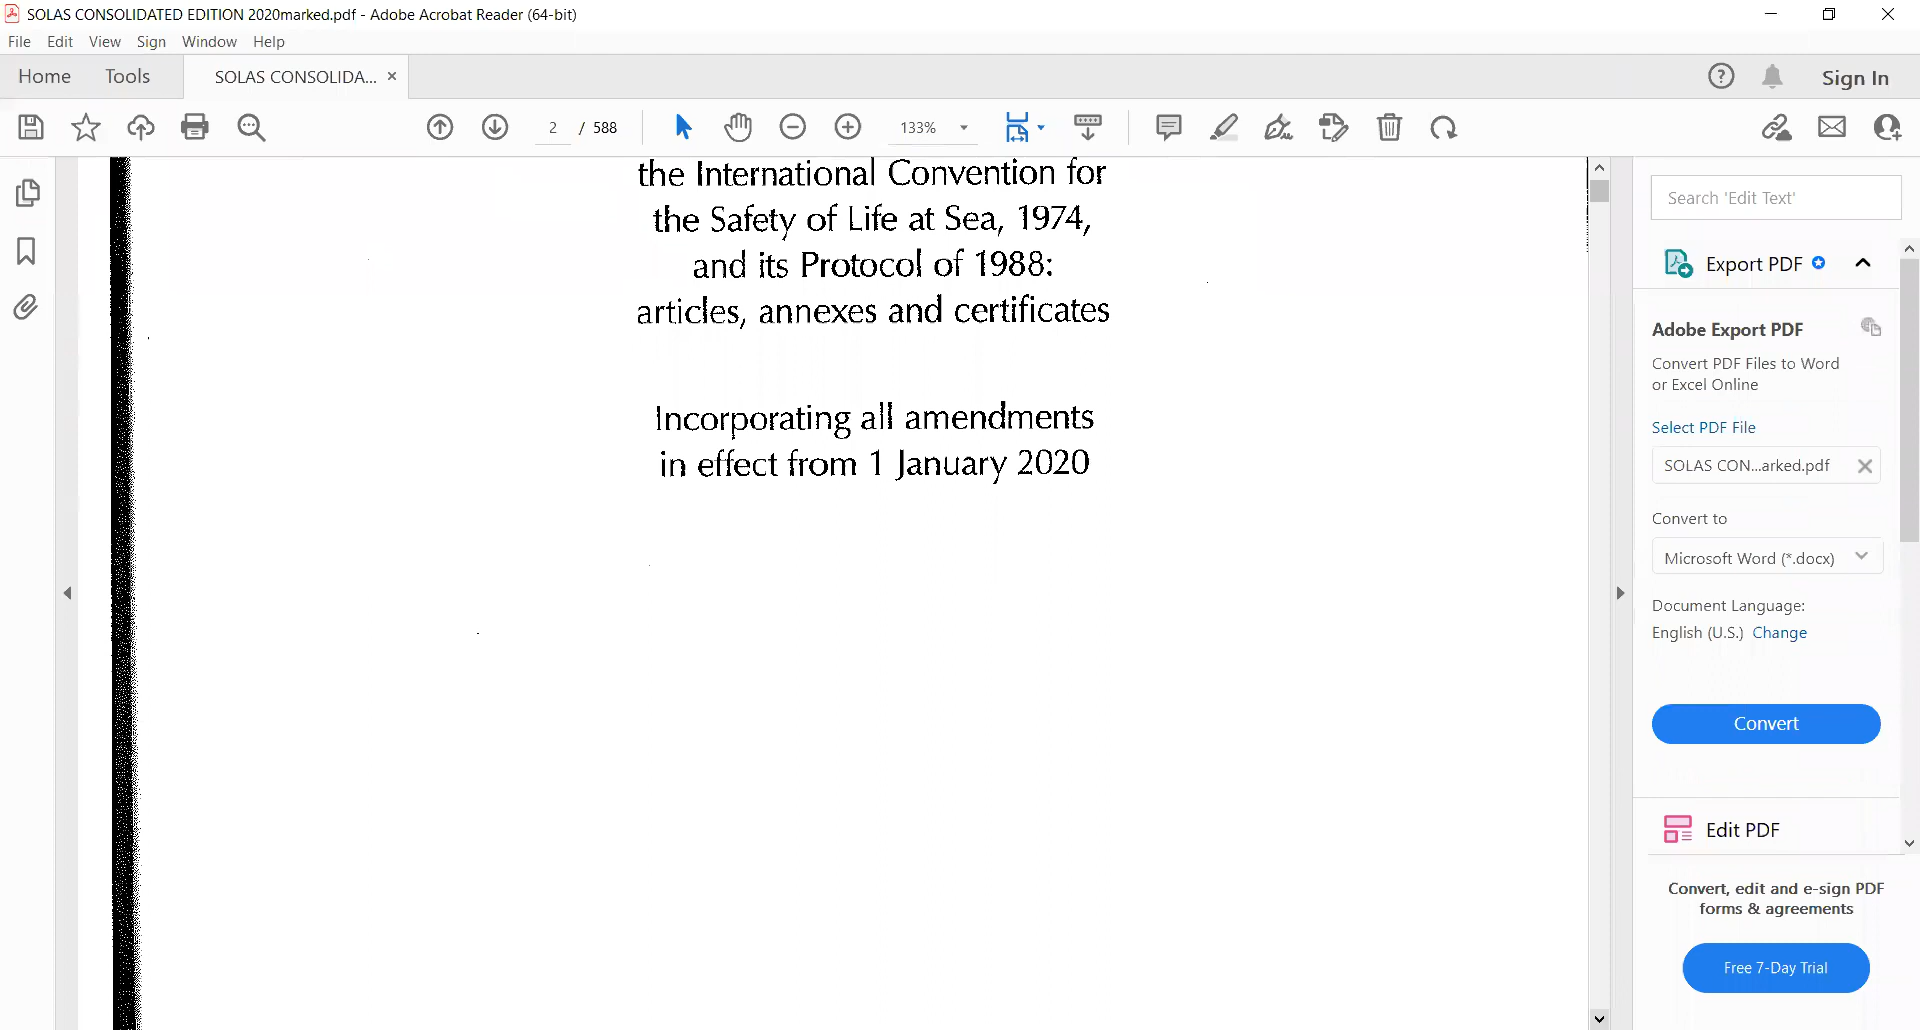 SOLAS CONSOLIDATED EDITION 2020marked.pdf - Adobe Acrobat Reader (64-bit)
File Edit View Sign Window Help
Home Tools SOLAS CONSOLIDA... × Sign In
2 / 588 133%
the International Convention for
the Safety of Life at Sea, 1974,
and its Protocol of 1988:
articles, annexes and certificates
Incorporating all amendments
in effect from 1 January 2020
Search 'Edit Text'
Export PDF
Adobe Export PDF
Convert PDF Files to Word
or Excel Online
Select PDF File
SOLAS CON...arked.pdf
Convert to
Microsoft Word (*.docx)
Document Language:
English (U.S.) Change
Convert
Edit PDF
Convert, edit and e-sign PDF
forms & agreements
Free 7-Day Trial